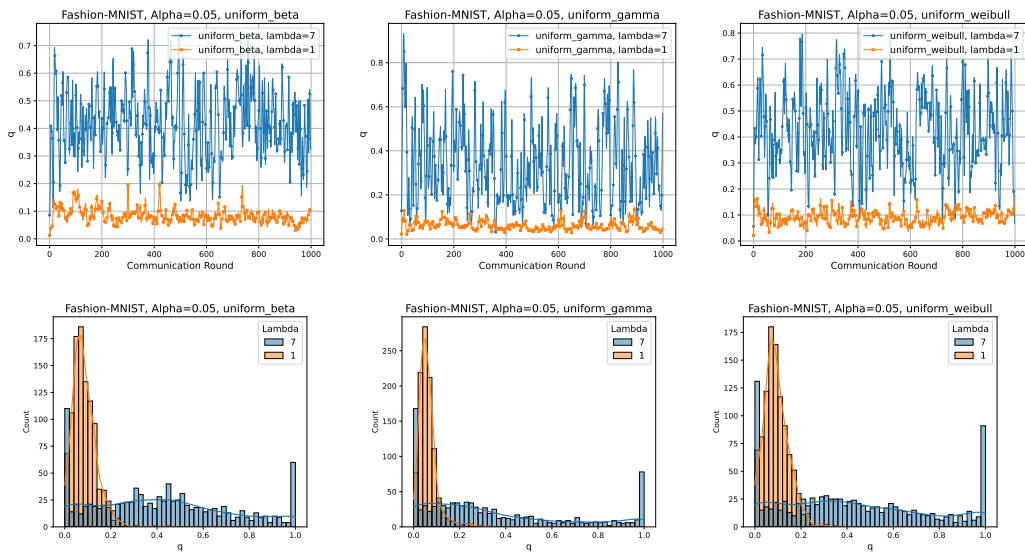 Fashion-MNIST, Alpha=0.05, uniform_beta
uniform_beta, lambda=7
uniform_beta, lambda=1
q
0.7
0.6
0.5
0.4
0.3
0.2
0.1
0.0
0 200 400 600 800 1000
Communication Round
Fashion-MNIST, Alpha=0.05, uniform_gamma
uniform_gamma, lambda=7
uniform_gamma, lambda=1
q
0.8
0.6
0.4
0.2
0.0
0 200 400 600 800 1000
Communication Round
Fashion-MNIST, Alpha=0.05, uniform_weibull
uniform_weibull, lambda=7
uniform_weibull, lambda=1
q
0.8
0.7
0.6
0.5
0.4
0.3
0.2
0.1
0.0
0 200 400 600 800 1000
Communication Round
Fashion-MNIST, Alpha=0.05, uniform_beta
Lambda
7
1
Count
175
150
125
100
75
50
25
0
0.0 0.2 0.4 0.6 0.8 1.0
q
Fashion-MNIST, Alpha=0.05, uniform_gamma
Lambda
7
1
Count
250
200
150
100
50
0
0.0 0.2 0.4 0.6 0.8 1.0
q
Fashion-MNIST, Alpha=0.05, uniform_weibull
Lambda
7
1
Count
175
150
125
100
75
50
25
0
0.0 0.2 0.4 0.6 0.8 1.0
q